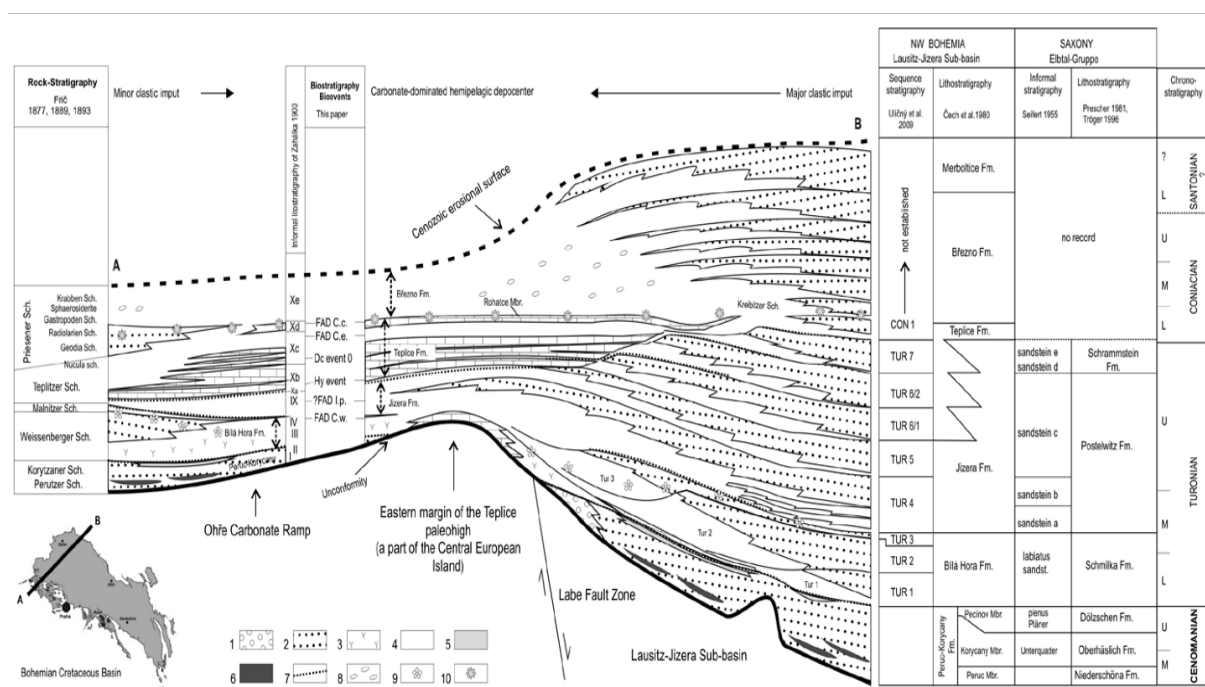 Rock-Stratigraphy
Frič
1877, 1889, 1893
Minor clastic imput
Informal litostratigraphy of Zahálka 1900
Biostratigraphy
Bioevents
This paper
Carbonate-dominated hemipelagic depocenter
Major clastic imput
A
B
Cenozoic erosional surface
Priesener Sch.
Krabben Sch.
Sphaerosiderite
Gastropoden Sch.
Radiolarien Sch.
Geodia Sch.
Nucula sch.
Teplitzer Sch.
Malnitzer Sch.
Weissenberger Sch.
Korytzaner Sch.
Perutzer Sch.
Xe
Xd
Xc
Xb
Xa
IX
IV
III
II
I
FAD C.c.
FAD C.e.
Dc event 0
Hy event
?FAD I.p.
FAD C.w.
Březno Fm.
Rohatce Mbr.
Teplice Fm.
Jizera Fm.
Kreibitzer Sch.
Bílá Hora Fm.
Peruc-Korycany
Unconformity
Ohře Carbonate Ramp
Eastern margin of the Teplice
paleohigh
(a part of the Central European
Island)
Labe Fault Zone
Lausitz-Jizera Sub-basin
Tur 3
Tur 2
Tur 1
B
A
Bohemian Cretaceous Basin
1 2 3 4 5
6 7 8 9 10
NW BOHEMIA
Lausitz-Jizera Sub-basin
SAXONY
Elbtal-Gruppe
Sequence
stratigraphy
Uličný et al.
2009
Lithostratigraphy
Čech et al.1980
Informal
stratigraphy
Seifert 1955
Lithostratigraphy
Prescher 1981,
Tröger 1996
Chrono-
stratigraphy
not established
CON 1
TUR 7
TUR 6/2
TUR 6/1
TUR 5
TUR 4
TUR 3
TUR 2
TUR 1
Merboltice Fm.
Březno Fm.
Teplice Fm.
Jizera Fm.
Bílá Hora Fm.
Peruc-Korycany
Fm.
Pecínov Mbr.
Korycany Mbr.
Peruc Mbr.
no record
sandstein e
sandstein d
sandstein c
sandstein b
sandstein a
labiatus
sandst.
plenus
Pläner
Unterquader
Schrammstein
Fm.
Postelwitz Fm.
Schmilka Fm.
Dölzschen Fm.
Oberhäslich Fm.
Niederschöna Fm.
?
L
U
M
L
U
M
L
U
M
SANTONIAN
?
CONIACIAN
TURONIAN
CENOMANIAN